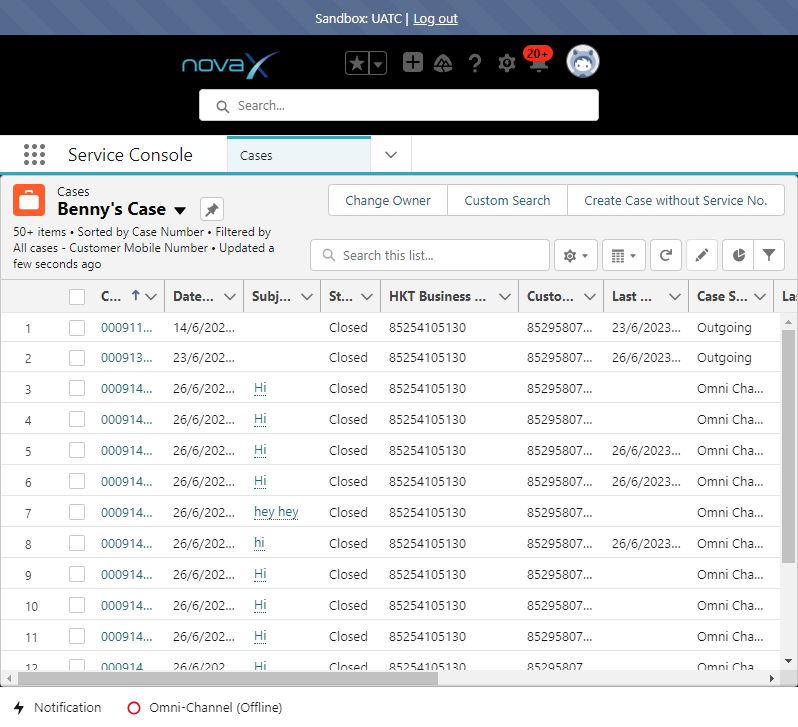 Sandbox: UATC | Log out
novaX
20+
Search...
Service Console
Cases
Cases
Benny's Case
Change Owner
Custom Search
Create Case without Service No.
50+ items • Sorted by Case Number • Filtered by
All cases - Customer Mobile Number • Updated a
few seconds ago
Search this list...
C... Date... Subj... St... HKT Business ... Custo... Last ... Case S... La
1 000911... 14/6/202... Closed 85254105130 85295807... 23/6/2023... Outgoing
2 000913... 23/6/202... Closed 85254105130 85295807... 26/6/2023... Outgoing
3 000914... 26/6/202... Hi Closed 85254105130 85295807... Omni Cha...
4 000914... 26/6/202... Hi Closed 85254105130 85295807... Omni Cha...
5 000914... 26/6/202... Hi Closed 85254105130 85295807... 26/6/2023... Omni Cha...
6 000914... 26/6/202... Hi Closed 85254105130 85295807... 26/6/2023... Omni Cha...
7 000914... 26/6/202... hey hey Closed 85254105130 85295807... Omni Cha...
8 000914... 26/6/202... hi Closed 85254105130 85295807... 26/6/2023... Omni Cha...
9 000914... 26/6/202... Hi Closed 85254105130 85295807... Omni Cha...
10 000914... 26/6/202... Hi Closed 85254105130 85295807... Omni Cha...
11 000914... 26/6/202... Hi Closed 85254105130 85295807... Omni Cha...
12 000914... 26/6/202... Hi Closed 85254105130 85295807... Omni Cha...
Notification
Omni-Channel (Offline)